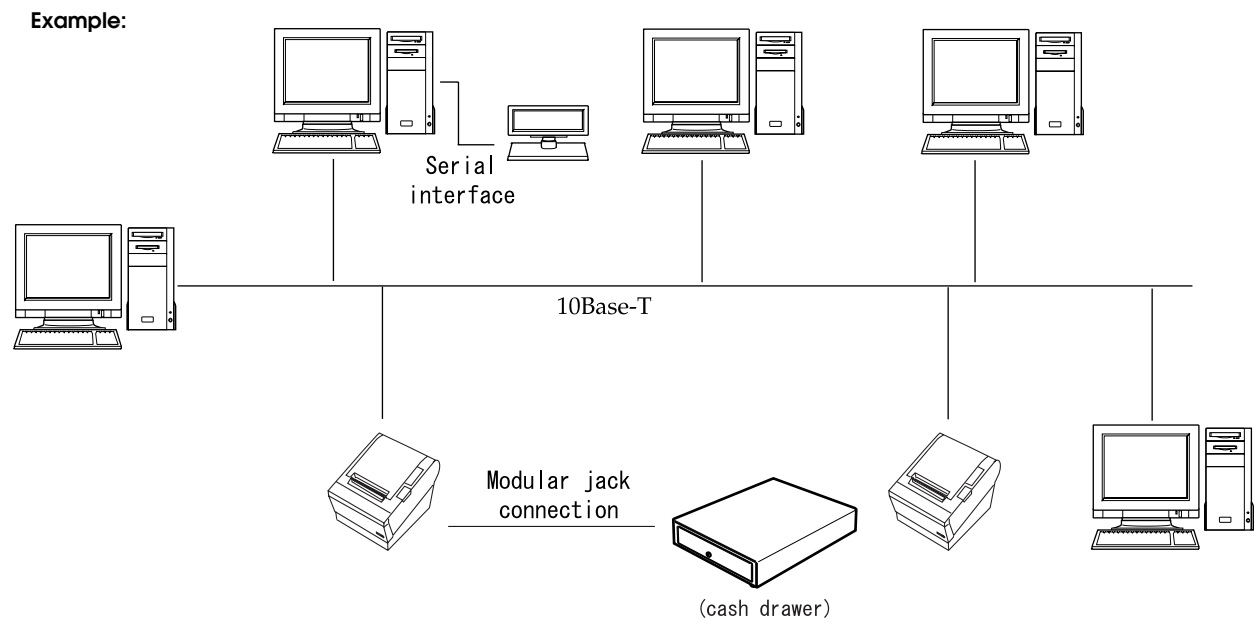 Example:
Serial
interface
10Base-T
Modular jack
connection
(cash drawer)